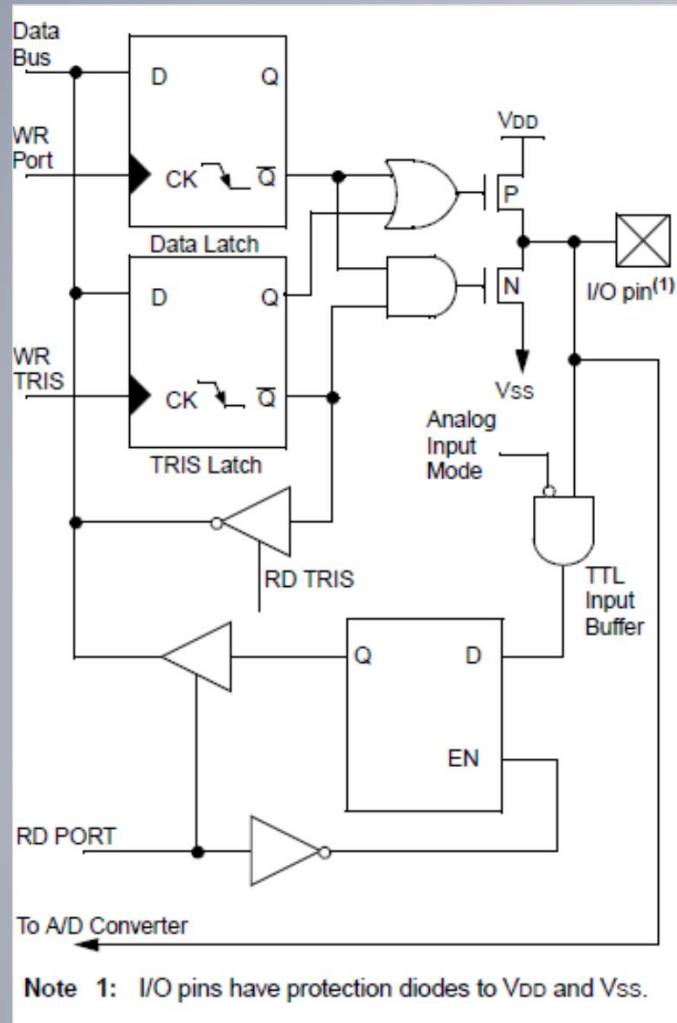 Data
Bus
D
Q
VDD
WR
Port
CK
Q
P
Data Latch
D
Q
N
I/O pin(1)
WR
TRIS
CK
Q
VSS
TRIS Latch
Analog
Input
Mode
RD TRIS
TTL
Input
Buffer
Q
D
EN
RD PORT
To A/D Converter
Note 1: I/O pins have protection diodes to VDD and VSS.